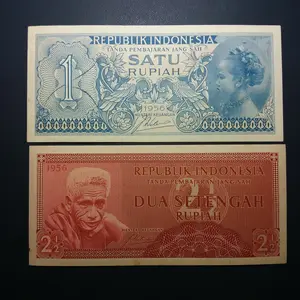 REPUBLIK INDONESIA
TANDA PEMBAJARAN JANG SAH
1
SATU
RUPIAH
1956
1956
REPUBLIK INDONESIA
TANDA PEMBAJARAN JANG SAH
DUA SETENGAH
RUPIAH
2½
2½